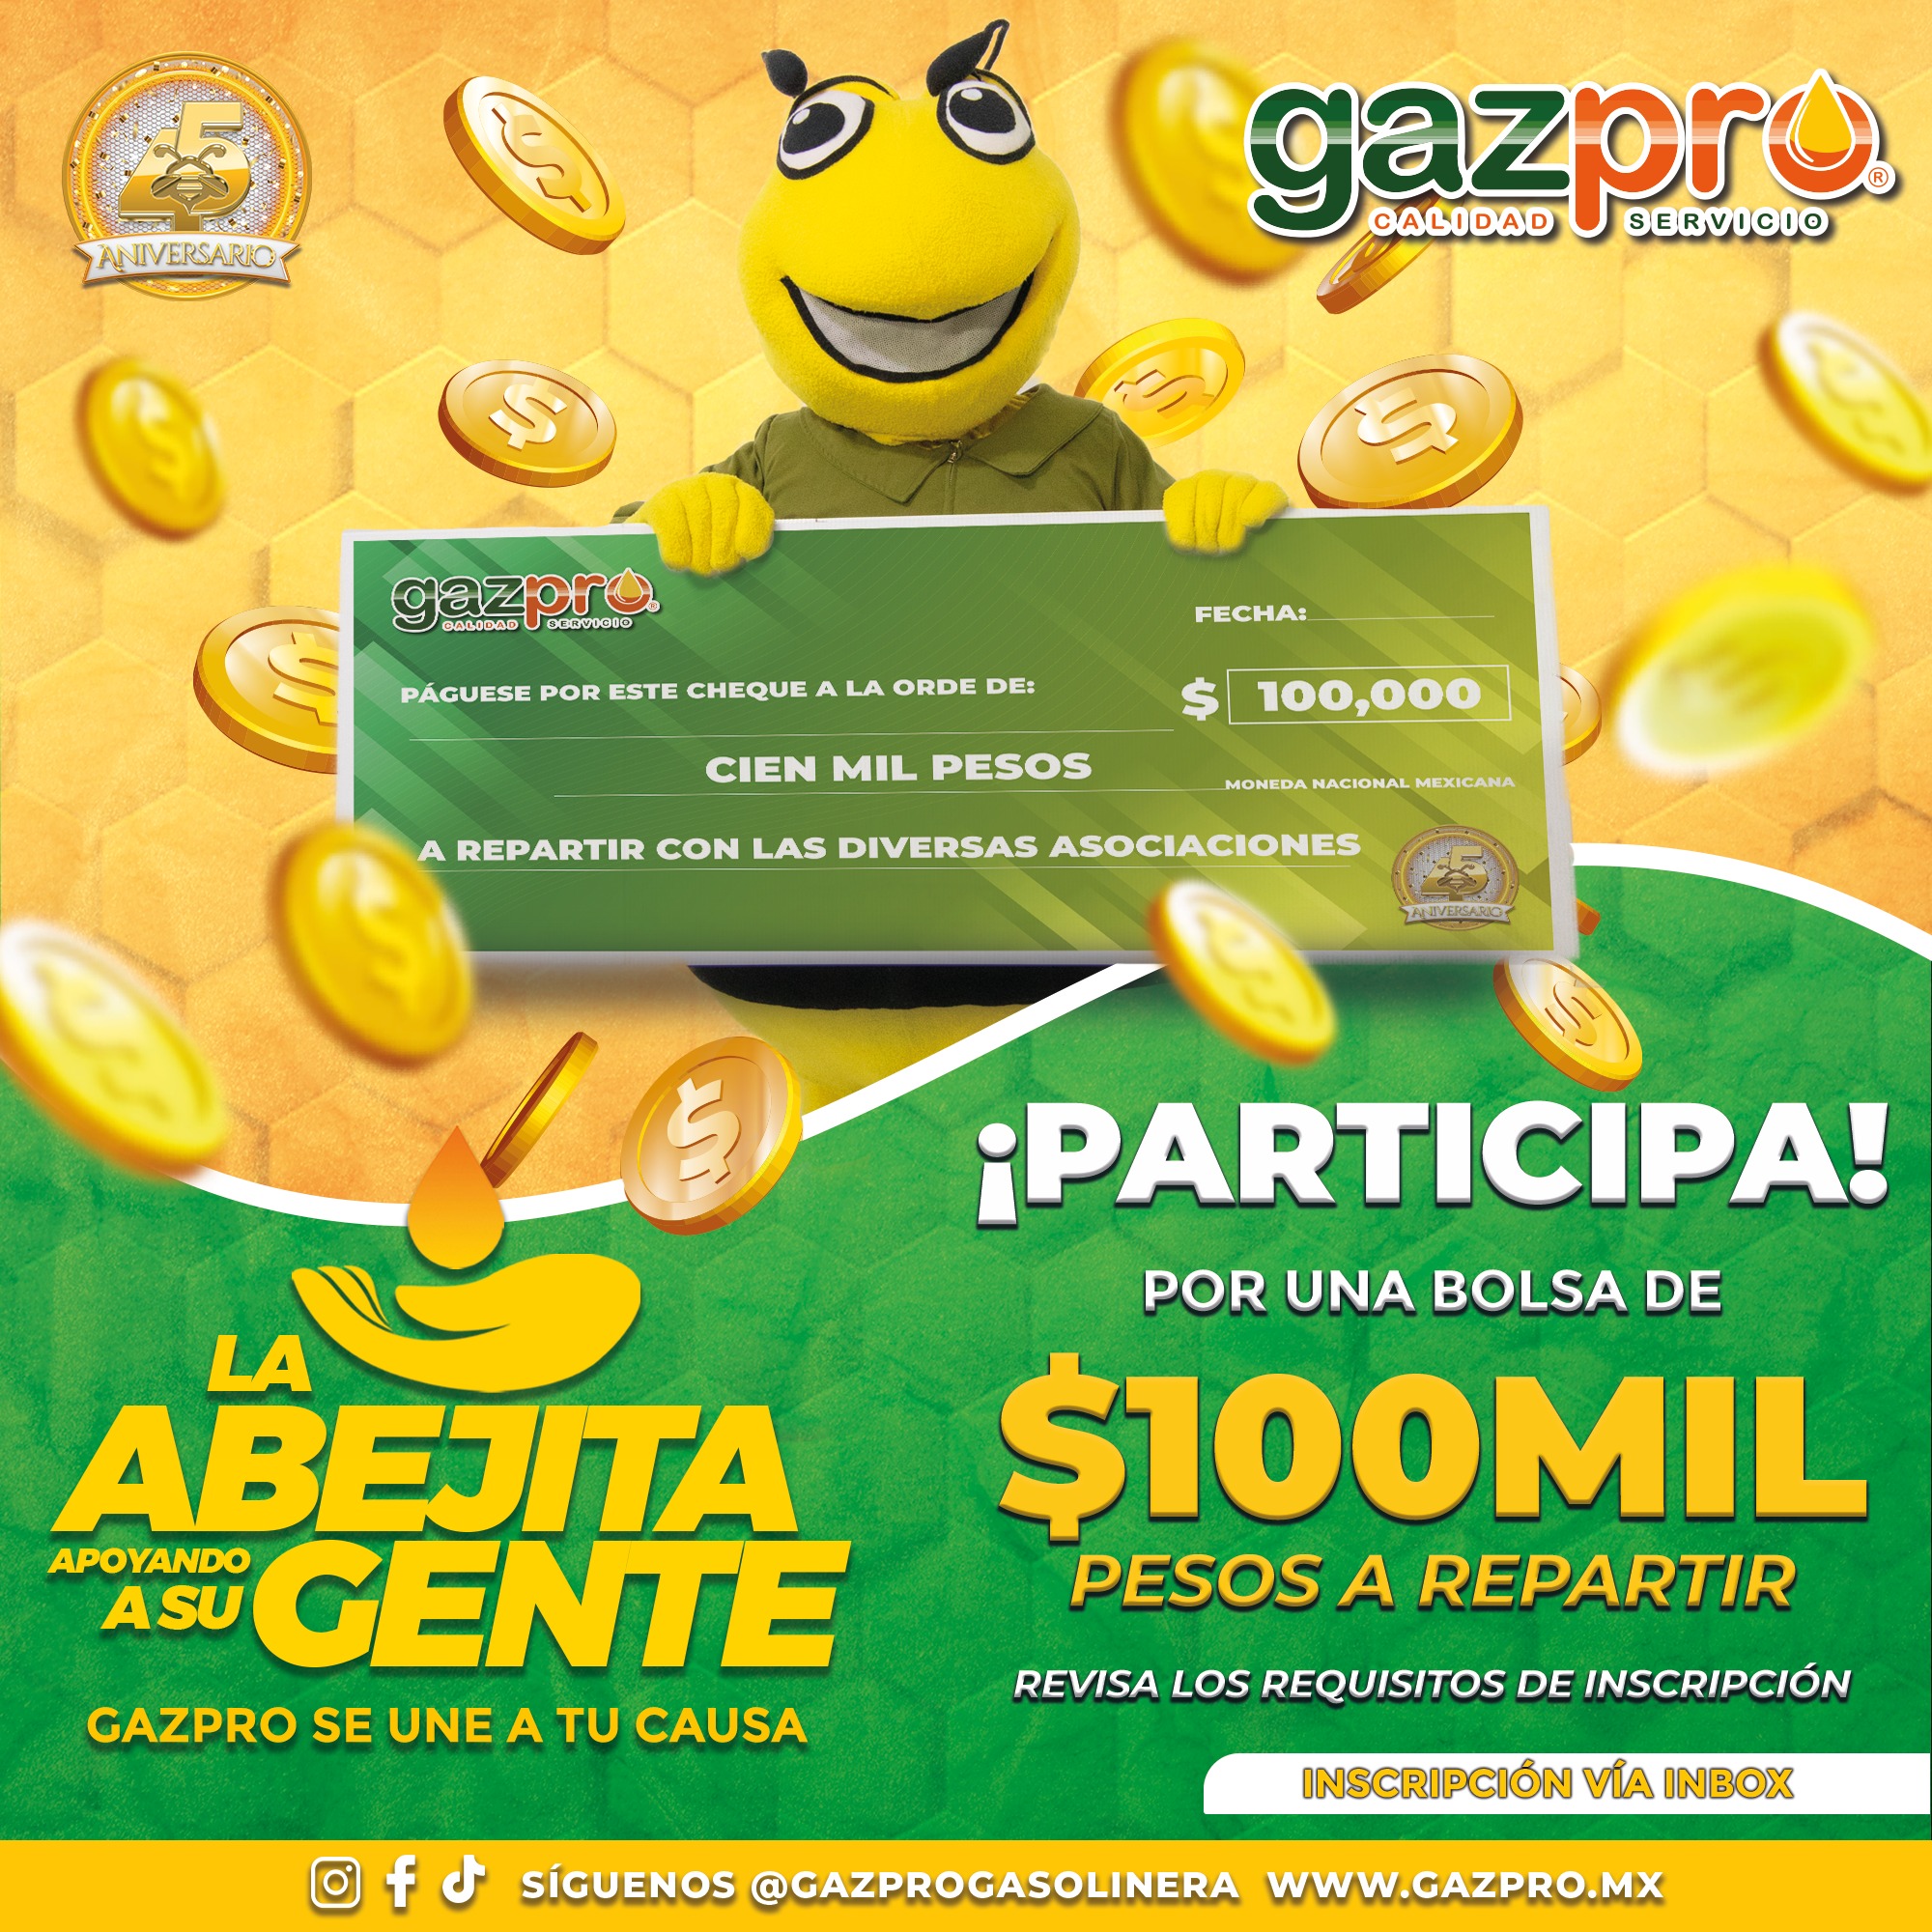 45
ANIVERSARIO
gazpro®
CALIDAD SERVICIO
gazpro®
CALIDAD SERVICIO
FECHA:
PÁGUESE POR ESTE CHEQUE A LA ORDE DE:
$ 100,000
CIEN MIL PESOS
MONEDA NACIONAL MEXICANA
A REPARTIR CON LAS DIVERSAS ASOCIACIONES
45
ANIVERSARIO
LA
ABEJITA
APOYANDO
A SU GENTE
GAZPRO SE UNE A TU CAUSA
¡PARTICIPA!
POR UNA BOLSA DE
$100MIL
PESOS A REPARTIR
REVISA LOS REQUISITOS DE INSCRIPCIÓN
INSCRIPCIÓN VÍA INBOX
SÍGUENOS @GAZPROGASOLINERA WWW.GAZPRO.MX